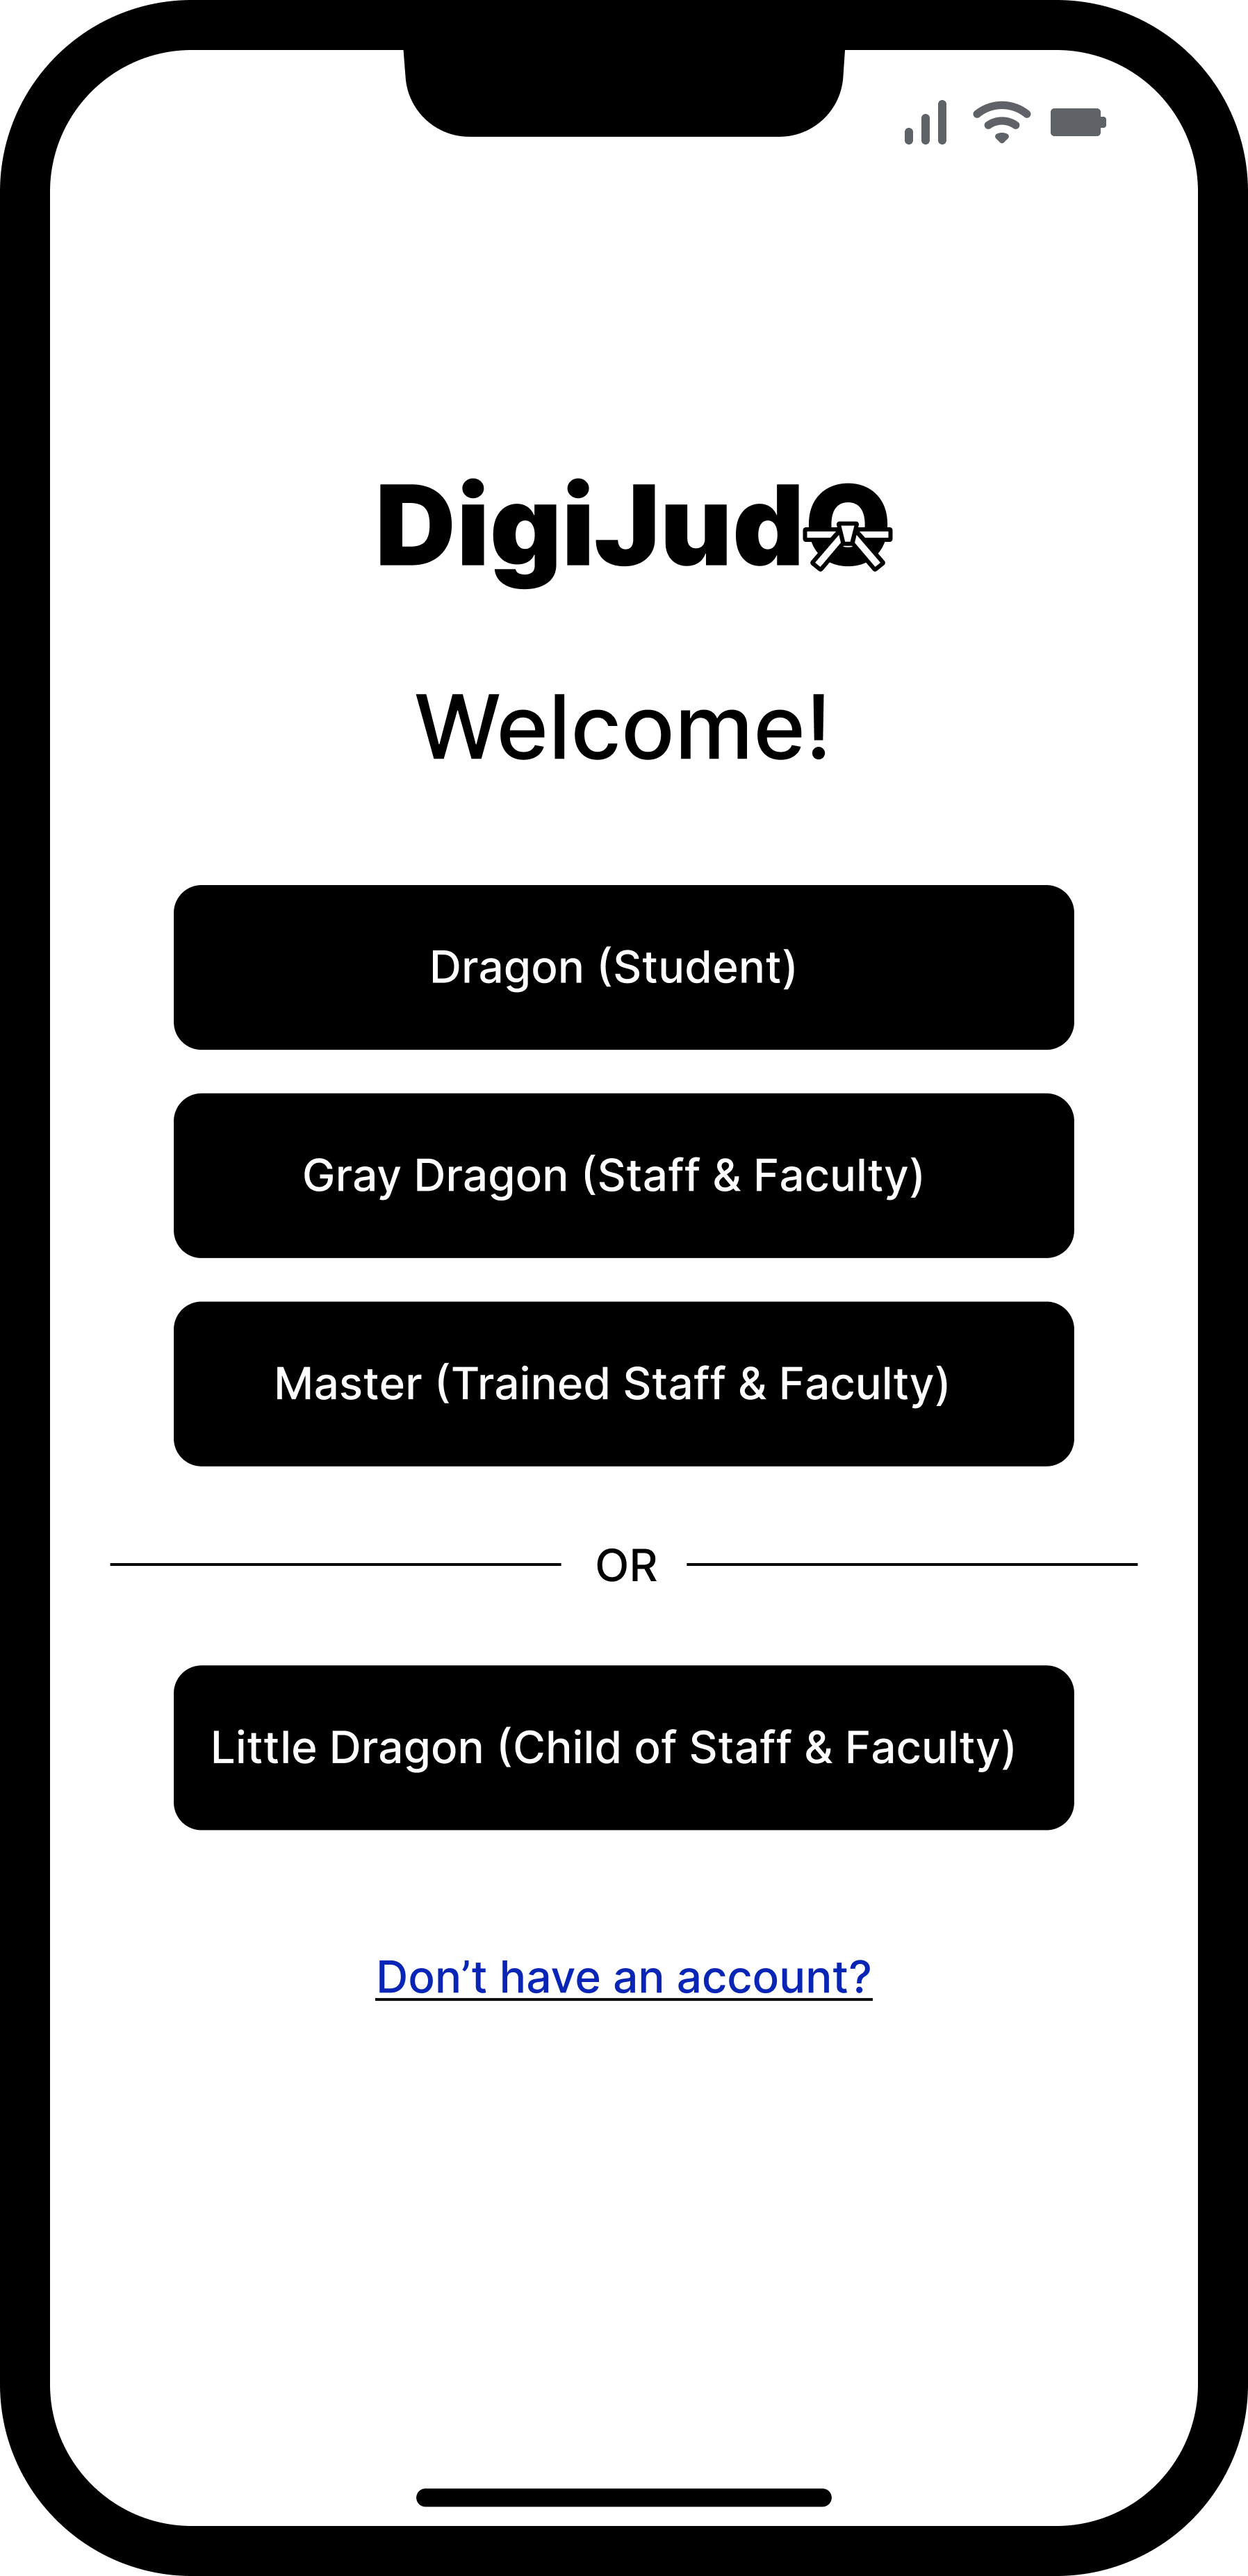 DigiJudO
Welcome!
Dragon (Student)
Gray Dragon (Staff & Faculty)
Master (Trained Staff & Faculty)
OR
Little Dragon (Child of Staff & Faculty)
Don’t have an account?